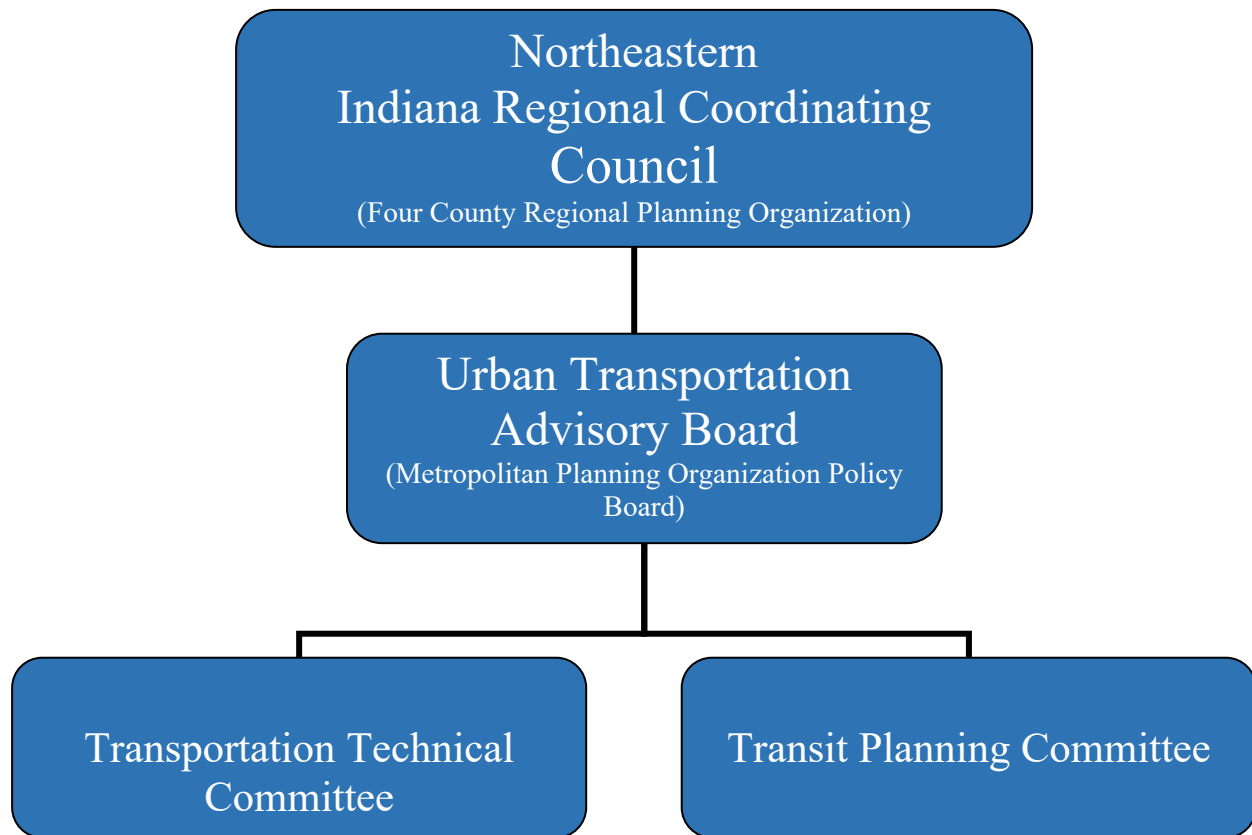 Northeastern
Indiana Regional Coordinating
Council
(Four County Regional Planning Organization)
Urban Transportation
Advisory Board
(Metropolitan Planning Organization Policy
Board)
Transportation Technical
Committee
Transit Planning Committee